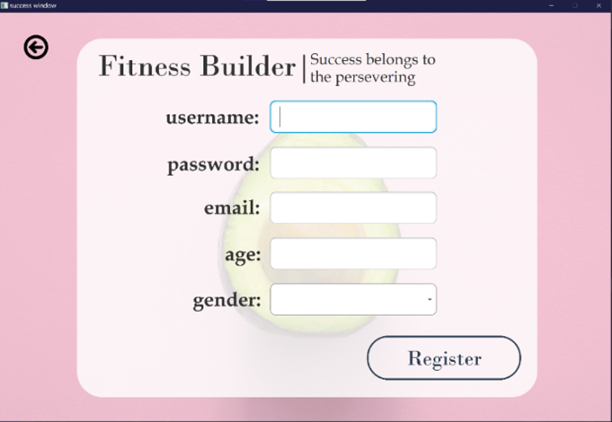 success window
Fitness Builder
Success belongs to
the persevering
username:
password:
email:
age:
gender:
Register